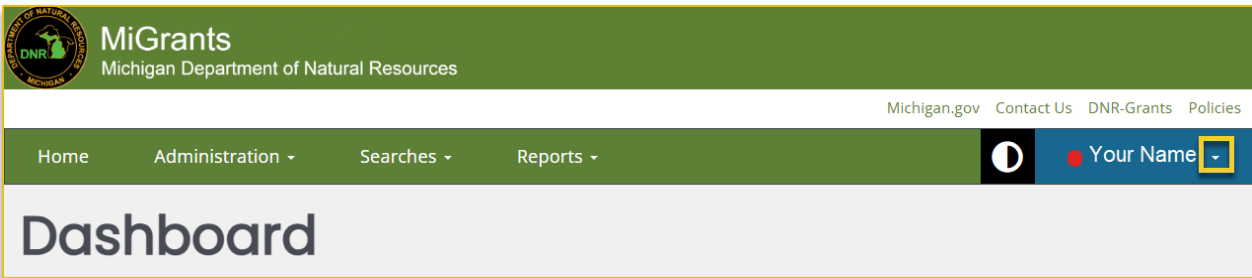 DEPARTMENT OF NATURAL RESOURCES
DNR
MICHIGAN
MiGrants
Michigan Department of Natural Resources
Michigan.gov Contact Us DNR-Grants Policies
Home Administration Searches Reports Your Name
Dashboard